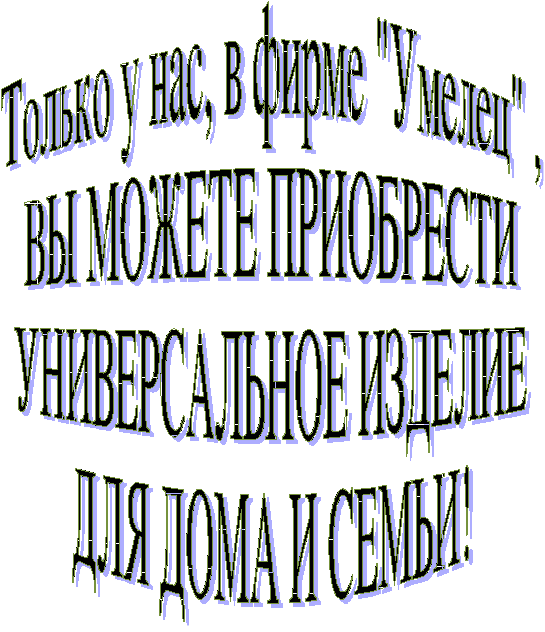 Только у нас, в фирме "Умелец" ,
ВЫ МОЖЕТЕ ПРИОБРЕСТИ
УНИВЕРСАЛЬНОЕ ИЗДЕЛИЕ
ДЛЯ ДОМА И СЕМЬИ!